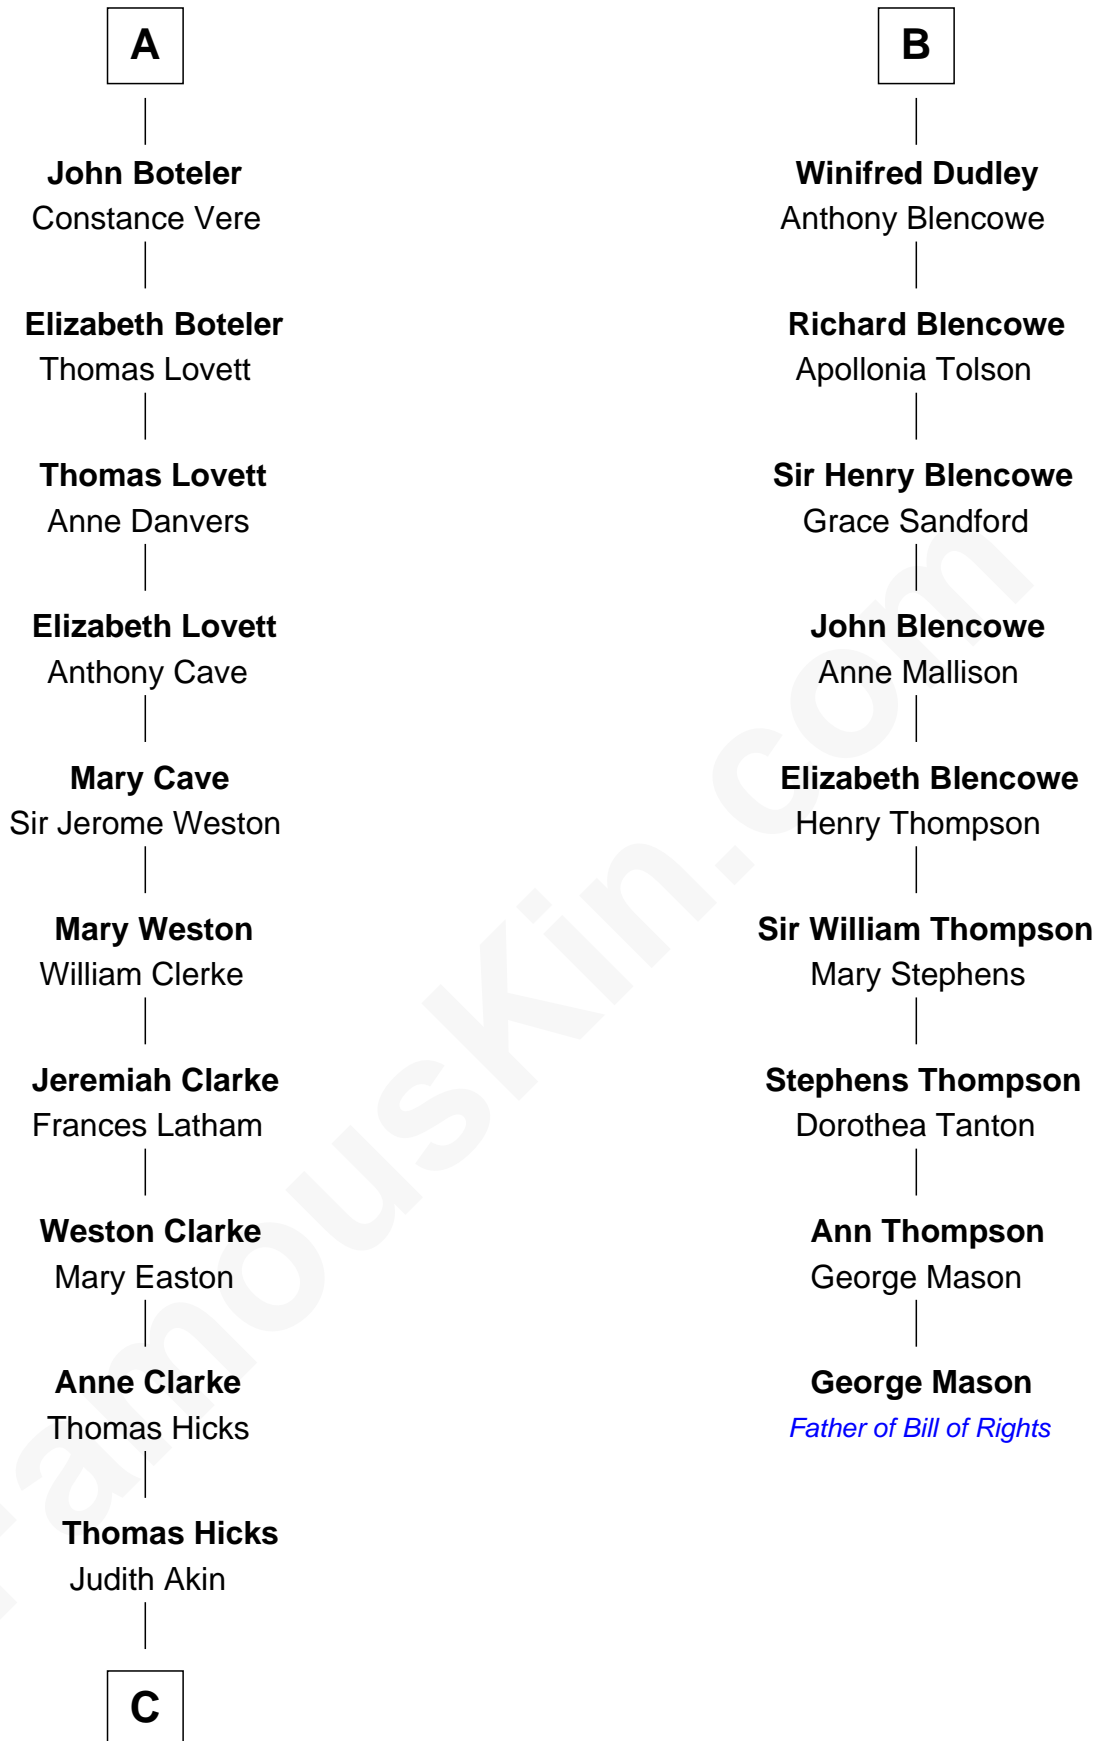 A
John Boteler
Constance Vere
Elizabeth Boteler
Thomas Lovett
Thomas Lovett
Anne Danvers
Elizabeth Lovett
Anthony Cave
Mary Cave
Sir Jerome Weston
Mary Weston
William Clerke
Jeremiah Clarke
Frances Latham
Weston Clarke
Mary Easton
Anne Clarke
Thomas Hicks
Thomas Hicks
Judith Akin
C
B
Winifred Dudley
Anthony Blencowe
Richard Blencowe
Apollonia Tolson
Sir Henry Blencowe
Grace Sandford
John Blencowe
Anne Mallison
Elizabeth Blencowe
Henry Thompson
Sir William Thompson
Mary Stephens
Stephens Thompson
Dorothea Tanton
Ann Thompson
George Mason
George Mason
Father of Bill of Rights
FamousKin.com